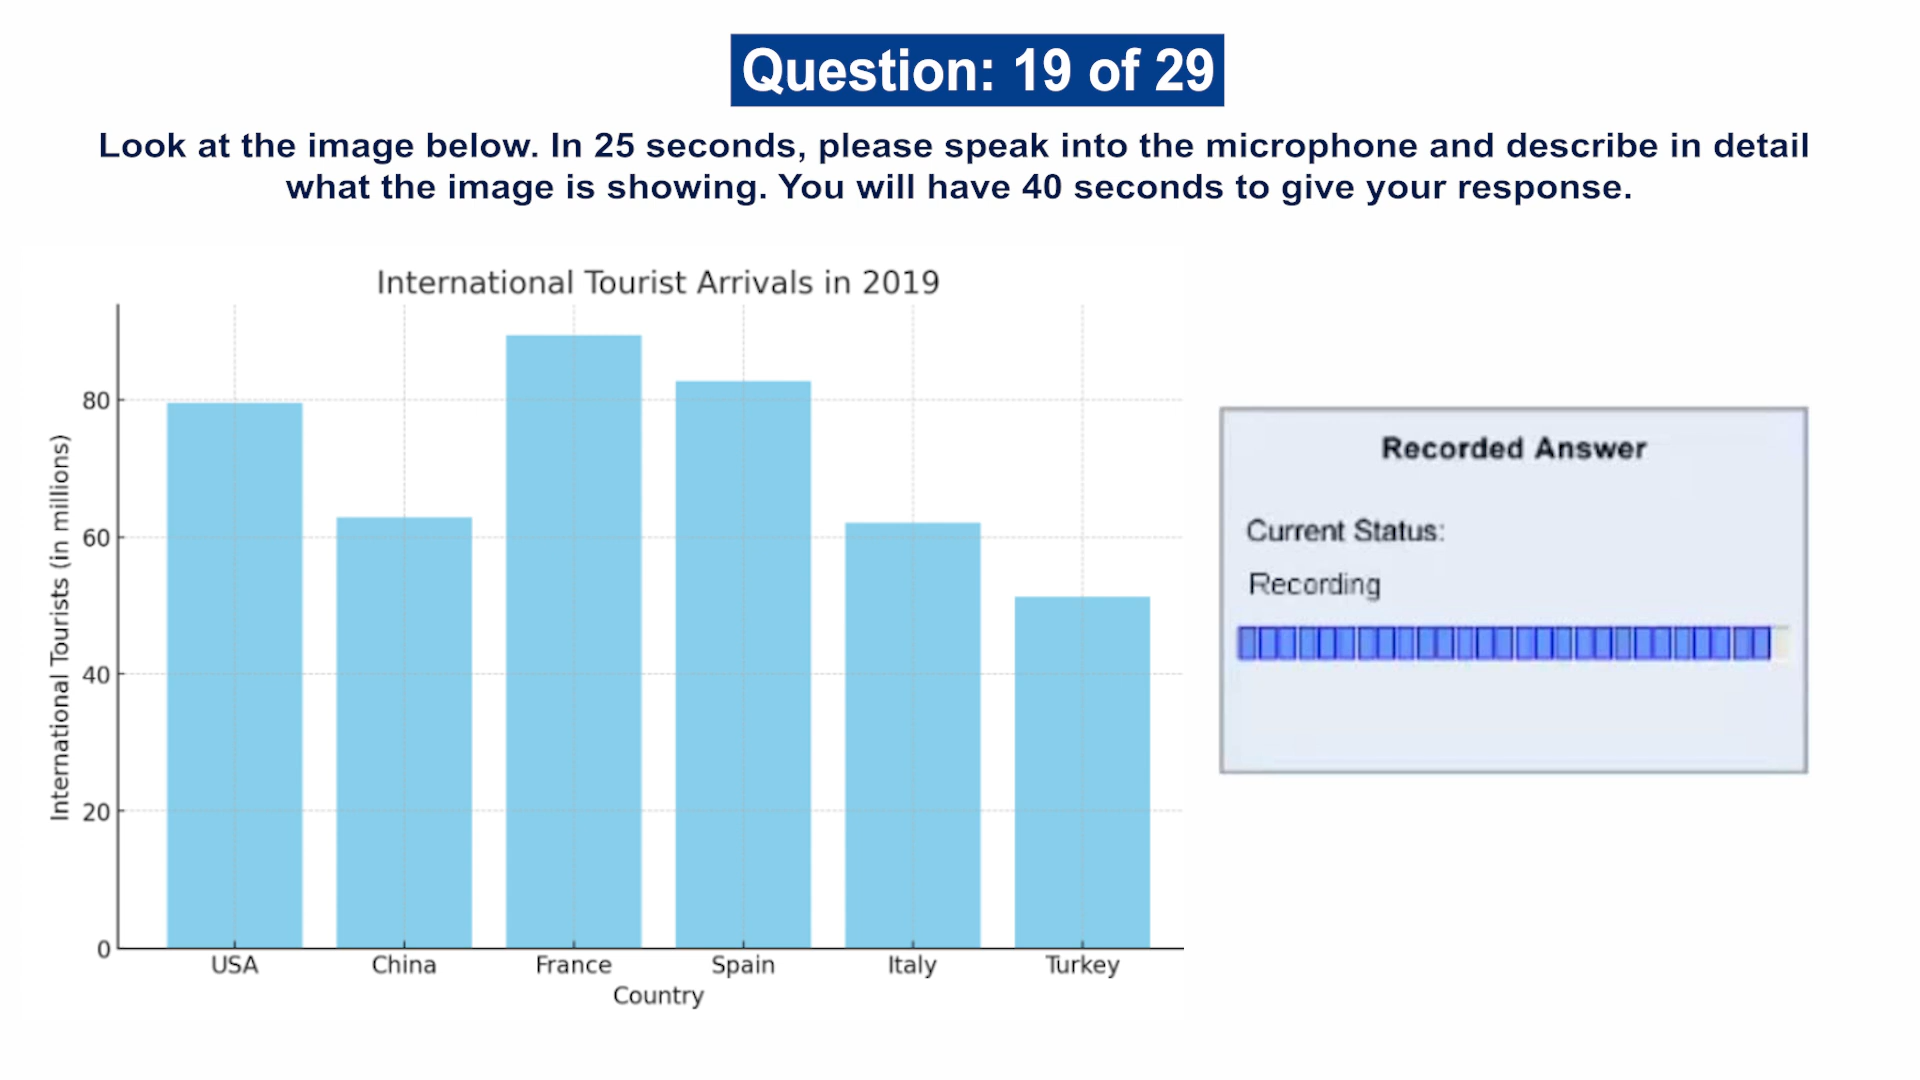 Question: 19 of 29
Look at the image below. In 25 seconds, please speak into the microphone and describe in detail
what the image is showing. You will have 40 seconds to give your response.
International Tourist Arrivals in 2019
International Tourists (in millions)
80
60
40
20
0
USA China France Spain Italy Turkey
Country
Recorded Answer
Current Status:
Recording